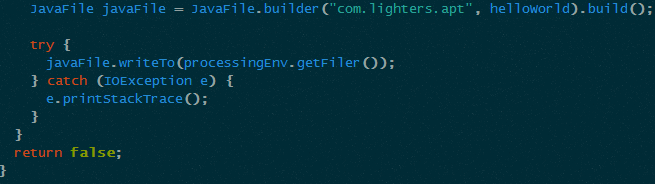 JavaFile javaFile = JavaFile.builder("com.lighters.apt", helloWorld).build();
try {
javaFile.writeTo(processingEnv.getFiler());
} catch (IOException e) {
e.printStackTrace();
}
}
return false;
}